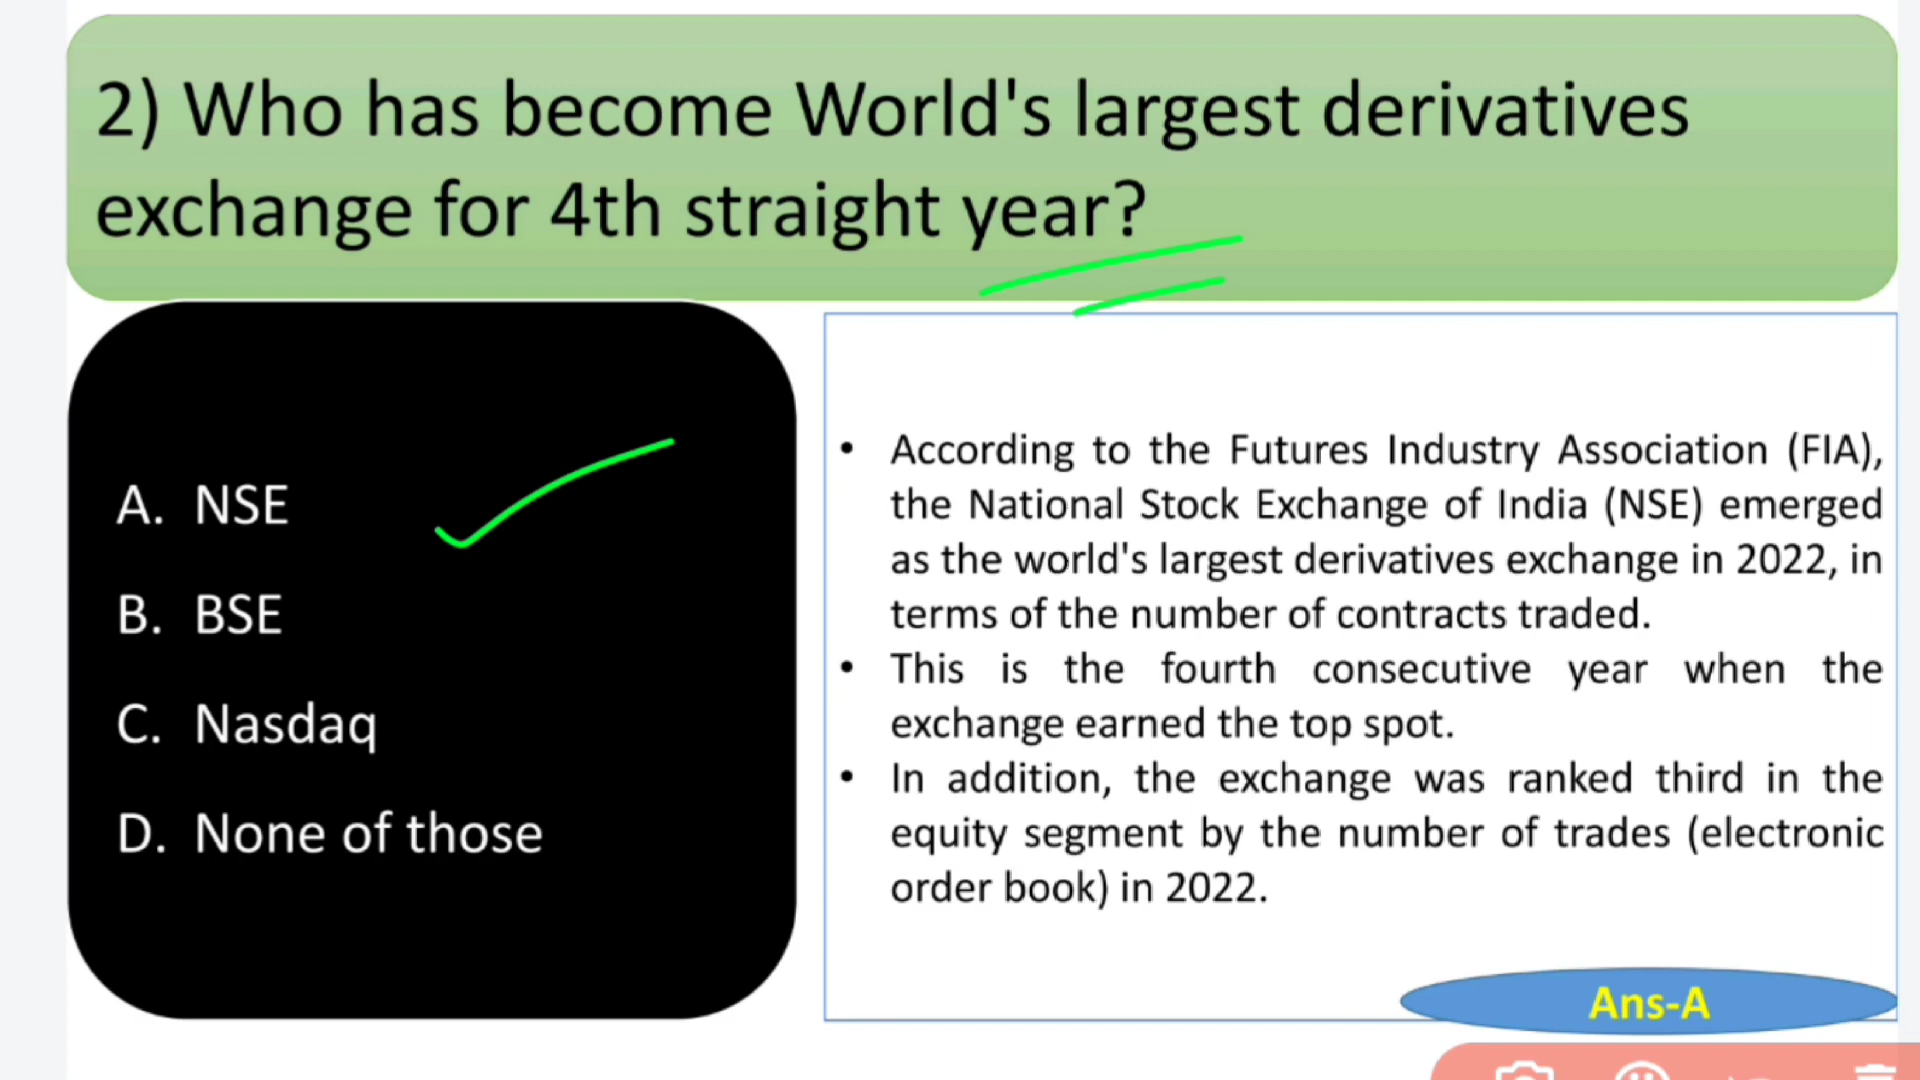 2) Who has become World's largest derivatives
exchange for 4th straight year?
A. NSE
B. BSE
C. Nasdaq
D. None of those
• According to the Futures Industry Association (FIA),
the National Stock Exchange of India (NSE) emerged
as the world's largest derivatives exchange in 2022, in
terms of the number of contracts traded.
• This is the fourth consecutive year when the
exchange earned the top spot.
• In addition, the exchange was ranked third in the
equity segment by the number of trades (electronic
order book) in 2022.
Ans-A